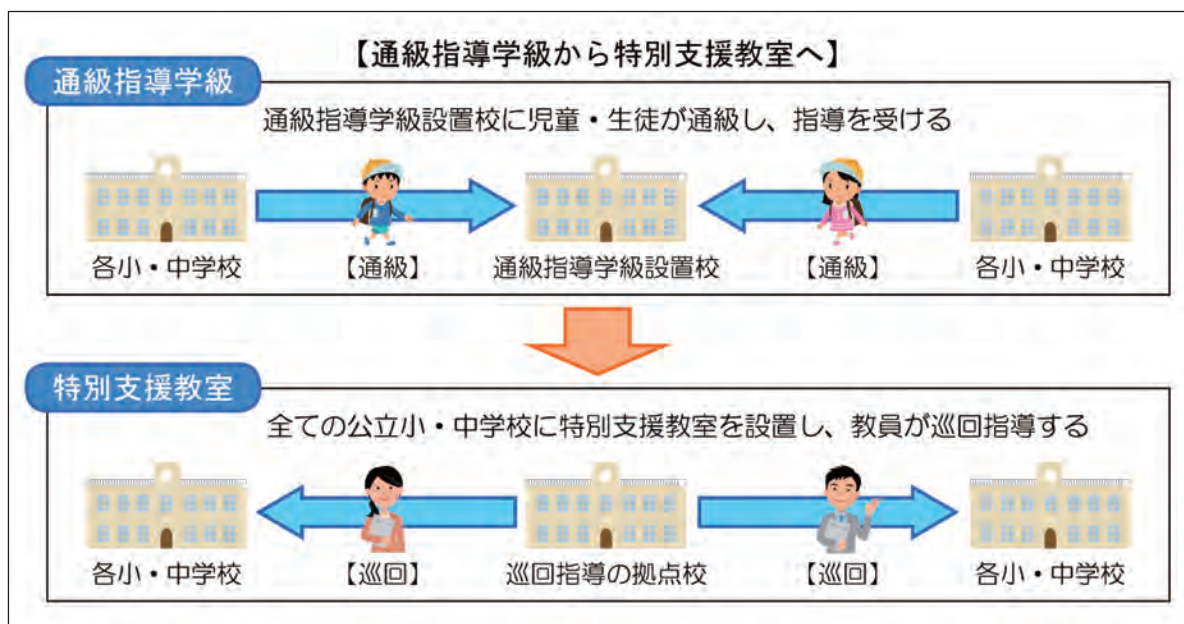 【通級指導学級から特別支援教室へ】
通級指導学級
通級指導学級設置校に児童・生徒が通級し、指導を受ける
各小・中学校
【通級】
通級指導学級設置校
【通級】
各小・中学校
特別支援教室
全ての公立小・中学校に特別支援教室を設置し、教員が巡回指導する
各小・中学校
【巡回】
巡回指導の拠点校
【巡回】
各小・中学校